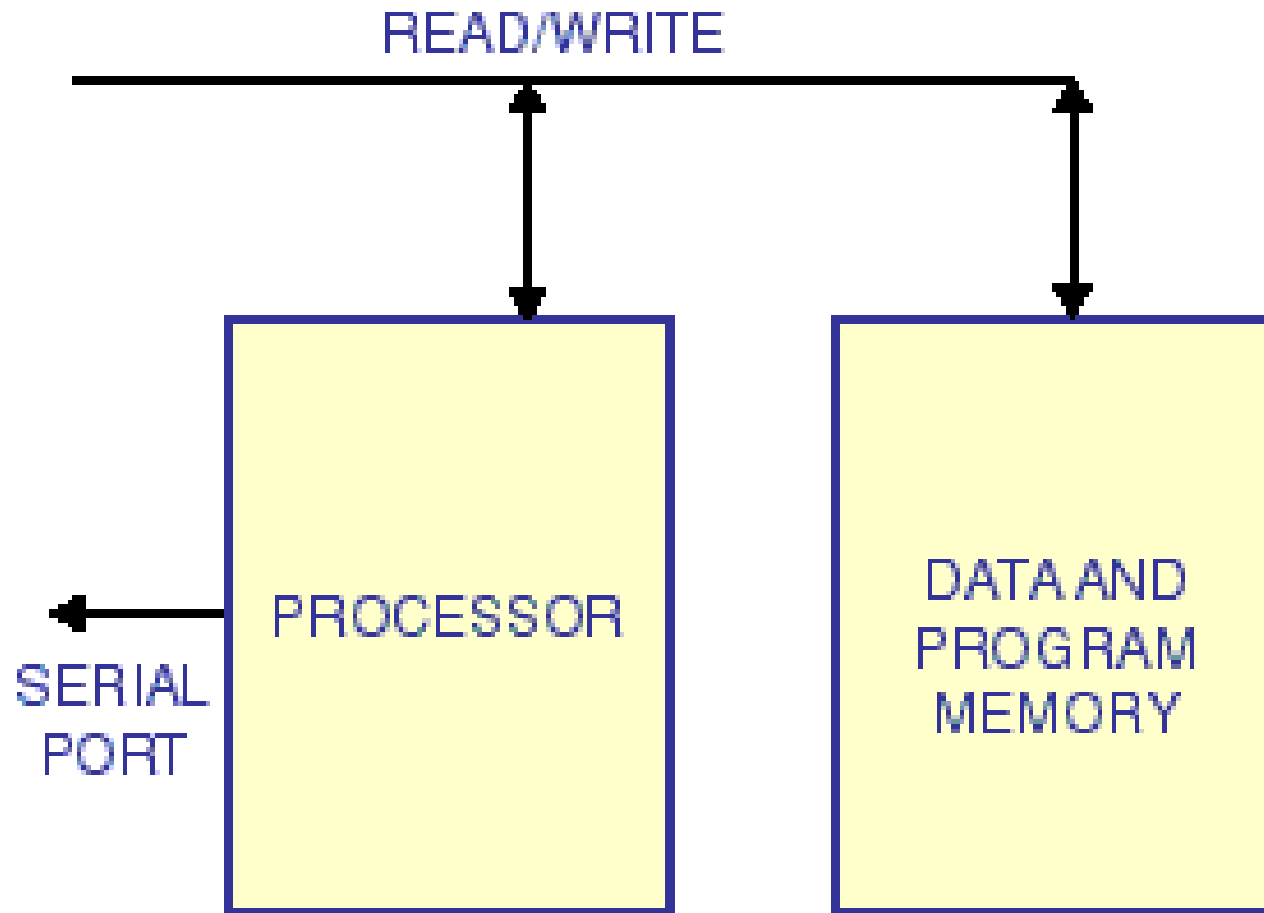 READ/WRITE
PROCESSOR
SERIAL
PORT
DATA AND
PROGRAM
MEMORY